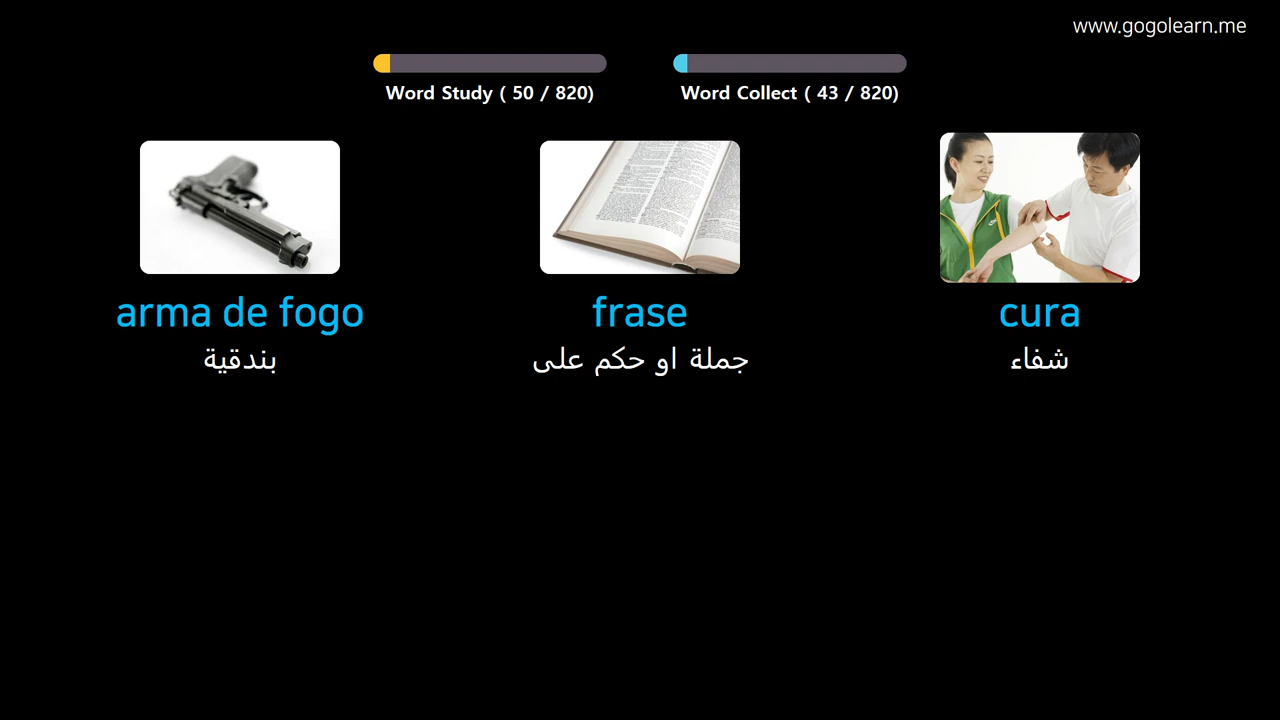 www.gogolearn.me
Word Study ( 50 / 820)
Word Collect ( 43 / 820)
arma de fogo
بندقية
frase
جملة او حكم على
cura
شفاء